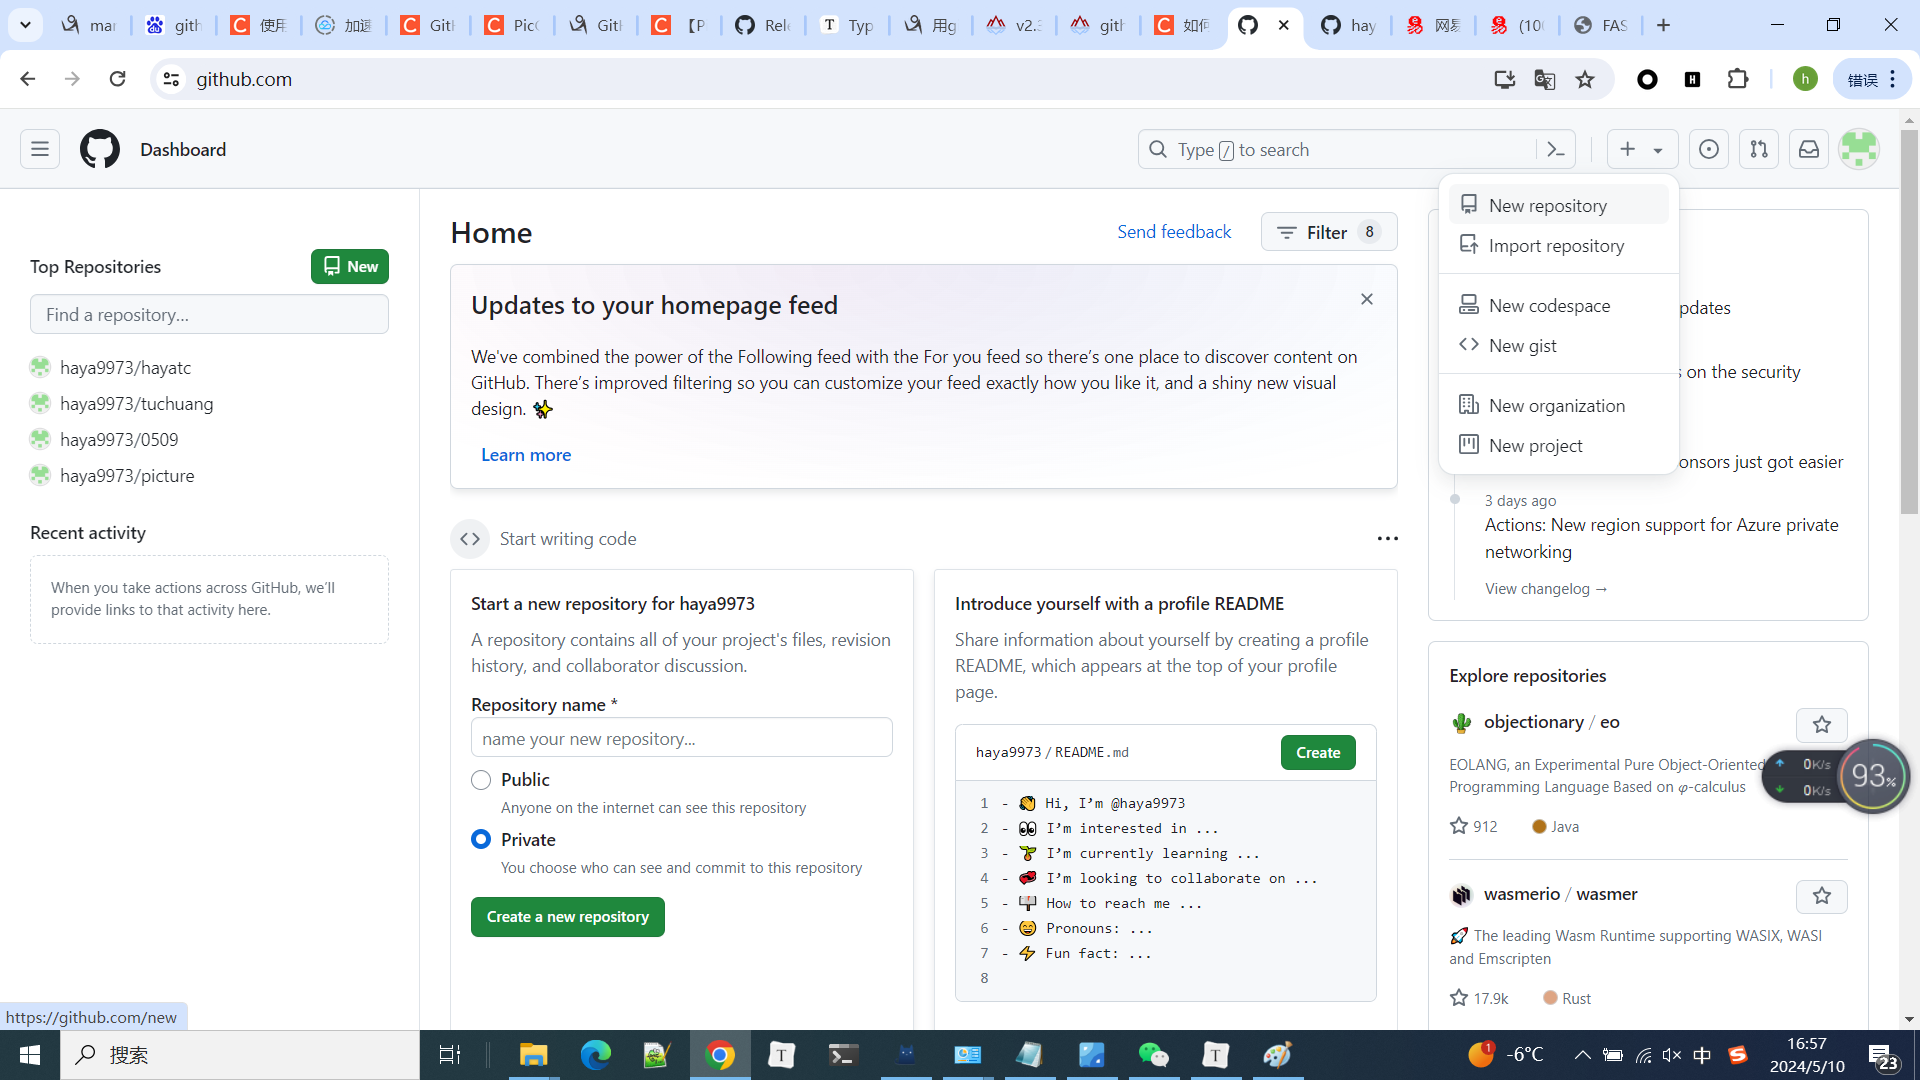 mar
gith
使用
加速
GitH
PicG
GitH
【P
Rele
Typ
用g
v2.3
gith
如何
hay
网易
(10
FAS
github.com
h
错误
Dashboard
Type / to search
Top Repositories
New
Find a repository...
haya9973/hayatc
haya9973/tuchuang
haya9973/0509
haya9973/picture
Recent activity
When you take actions across GitHub, we'll
provide links to that activity here.
Home
Send feedback
Filter 8
Updates to your homepage feed
We've combined the power of the Following feed with the For you feed so there's one place to discover content on
GitHub. There's improved filtering so you can customize your feed exactly how you like it, and a shiny new visual
design. ✨
Learn more
Start writing code
Start a new repository for haya9973
A repository contains all of your project's files, revision
history, and collaborator discussion.
Repository name *
name your new repository...
Public
Anyone on the internet can see this repository
Private
You choose who can see and commit to this repository
Create a new repository
Introduce yourself with a profile README
Share information about yourself by creating a profile
README, which appears at the top of your profile
page.
haya9973 / README.md
Create
1 - 👋 Hi, I'm @haya9973
2 - 👀 I'm interested in ...
3 - 🌱 I'm currently learning ...
4 - 💞️ I'm looking to collaborate on ...
5 - 📫 How to reach me ...
6 - 😄 Pronouns: ...
7 - ⚡ Fun fact: ...
8
New repository
Import repository
New codespace
New gist
New organization
New project
pdates
on the security
onsors just got easier
3 days ago
Actions: New region support for Azure private
networking
View changelog →
Explore repositories
objectionary / eo
EOLANG, an Experimental Pure Object-Oriented
Programming Language Based on 𝜑-calculus
912
Java
wasmerio / wasmer
🚀 The leading Wasm Runtime supporting WASIX, WASI
and Emscripten
17.9k
Rust
0K/s
0K/s
93%
https://github.com/new
搜索
-6°C
中
16:57
2024/5/10
23